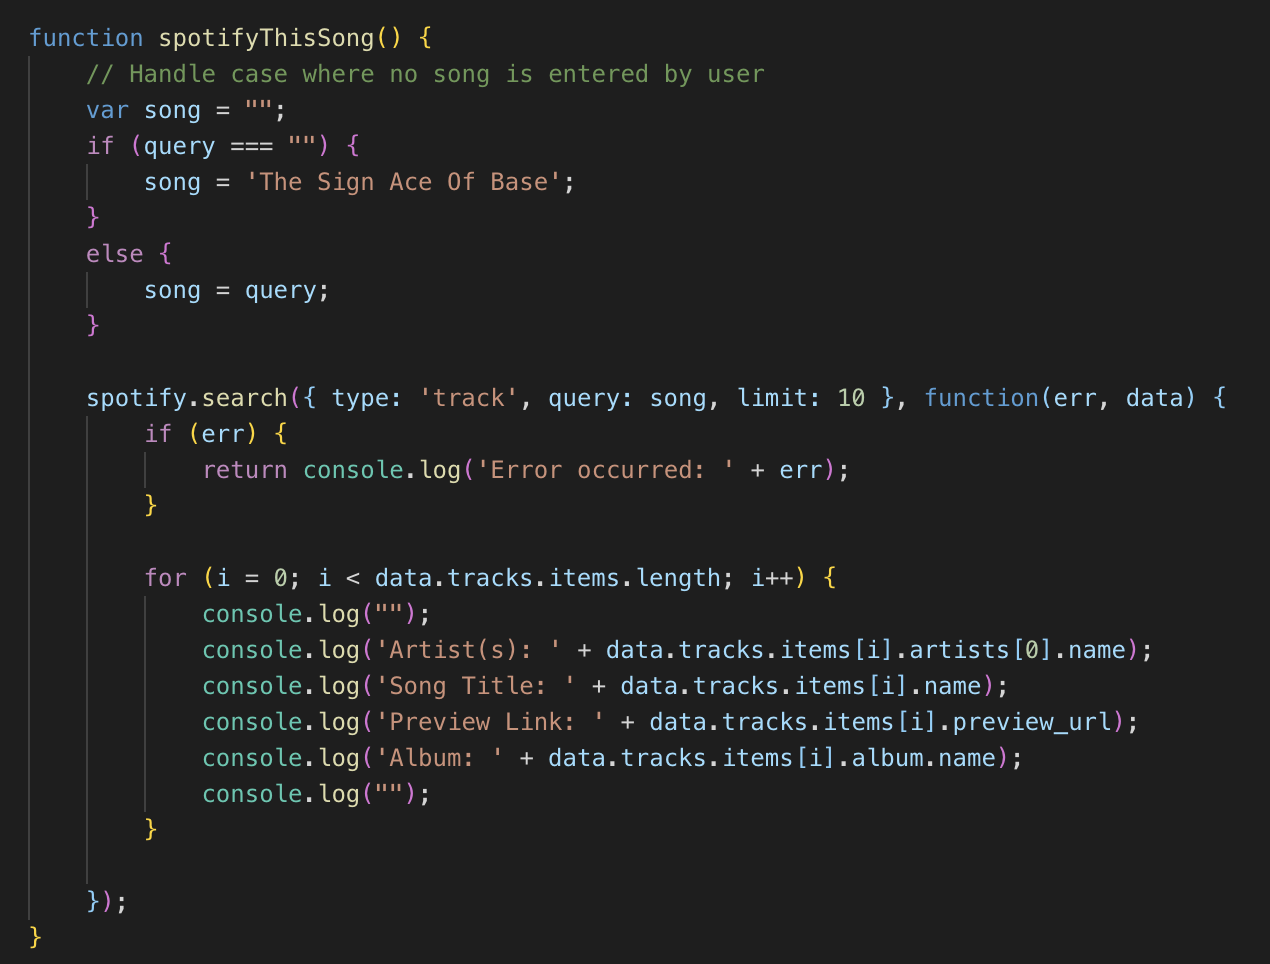 function spotifyThisSong() {
    // Handle case where no song is entered by user
    var song = "";
    if (query === "") {
        song = 'The Sign Ace Of Base';
    }
    else {
        song = query;
    }

    spotify.search({ type: 'track', query: song, limit: 10 }, function(err, data) {
        if (err) {
            return console.log('Error occurred: ' + err);
        }

        for (i = 0; i < data.tracks.items.length; i++) {
            console.log("");
            console.log('Artist(s): ' + data.tracks.items[i].artists[0].name);
            console.log('Song Title: ' + data.tracks.items[i].name);
            console.log('Preview Link: ' + data.tracks.items[i].preview_url);
            console.log('Album: ' + data.tracks.items[i].album.name);
            console.log("");
        }

    });
}